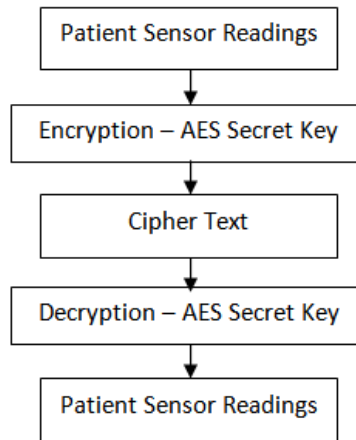 Patient Sensor Readings
Encryption – AES Secret Key
Cipher Text
Decryption – AES Secret Key
Patient Sensor Readings